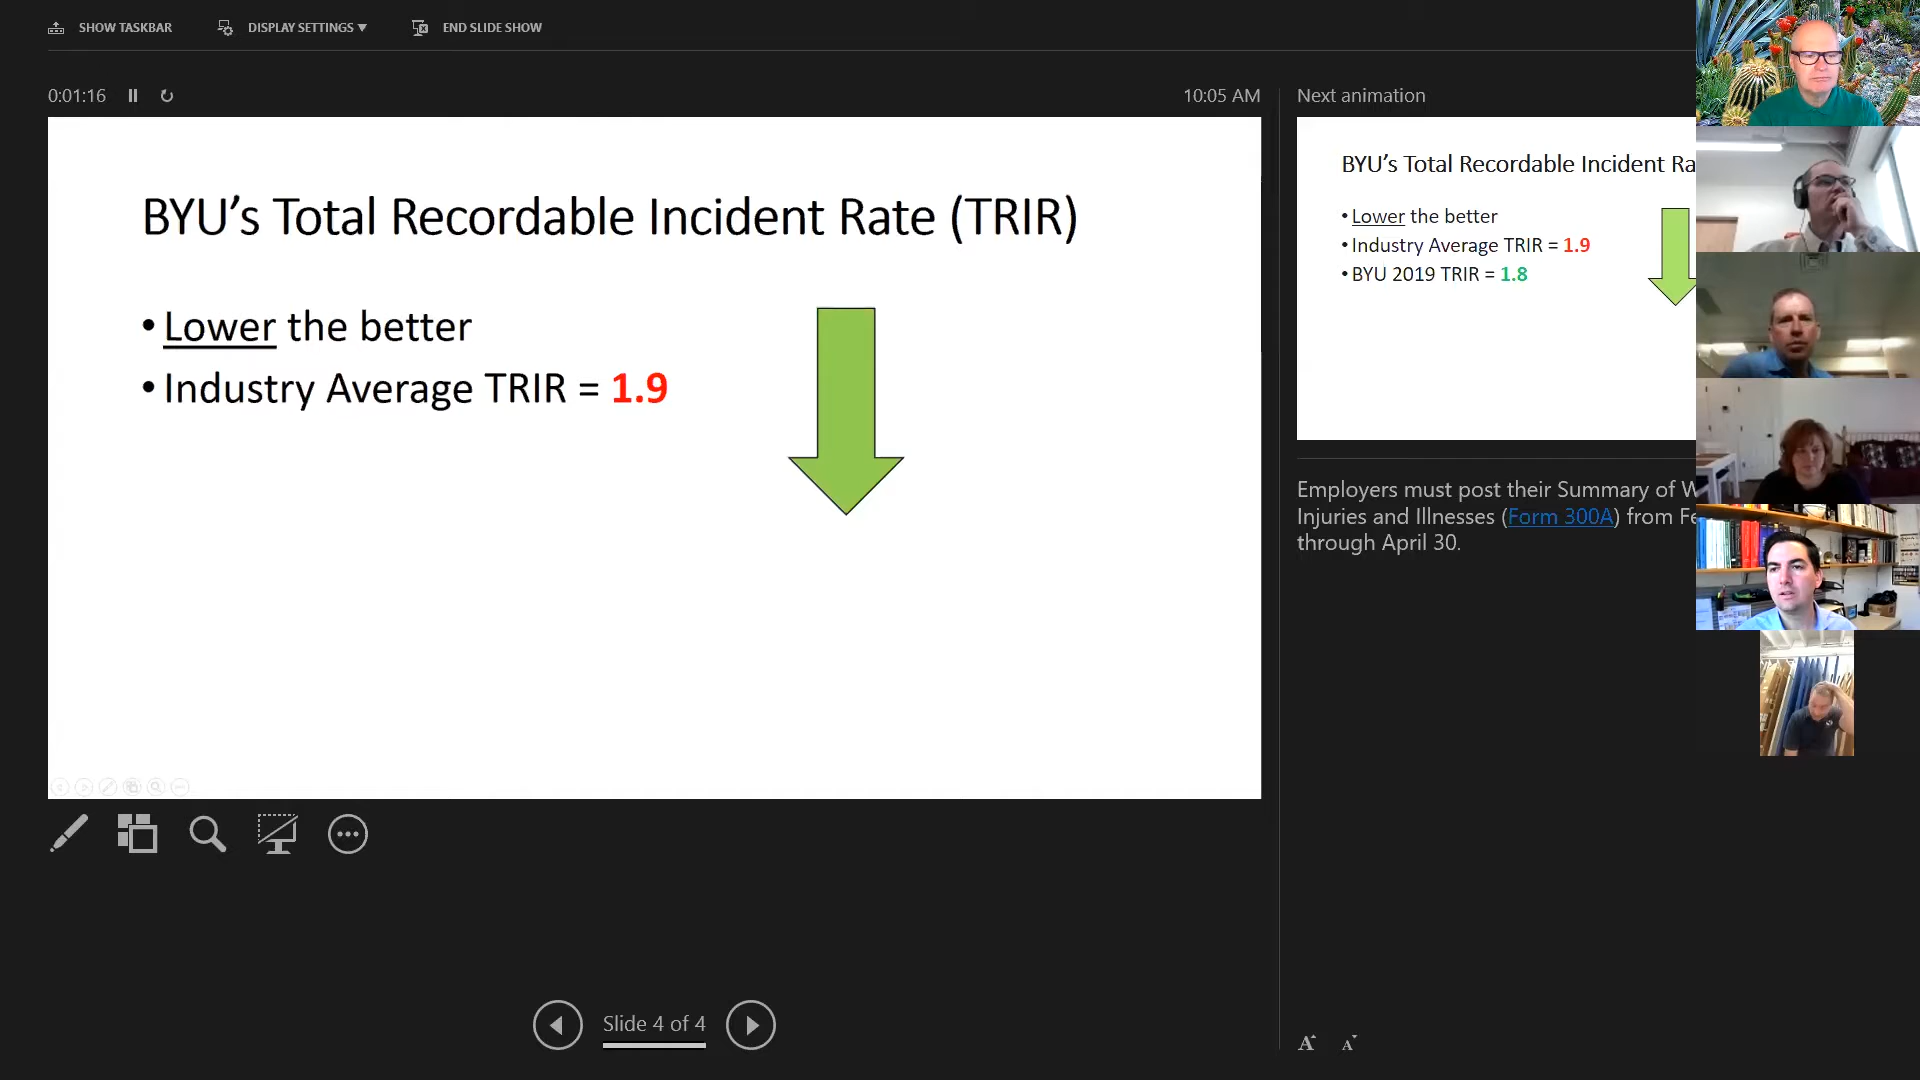 SHOW TASKBAR
DISPLAY SETTINGS
END SLIDE SHOW
0:01:16
10:05 AM
BYU's Total Recordable Incident Rate (TRIR)
• Lower the better
• Industry Average TRIR = 1.9
Next animation
BYU's Total Recordable Incident Ra
• Lower the better
• Industry Average TRIR = 1.9
• BYU 2019 TRIR = 1.8
Employers must post their Summary of W
Injuries and Illnesses (Form 300A) from Fe
through April 30.
Slide 4 of 4
A A